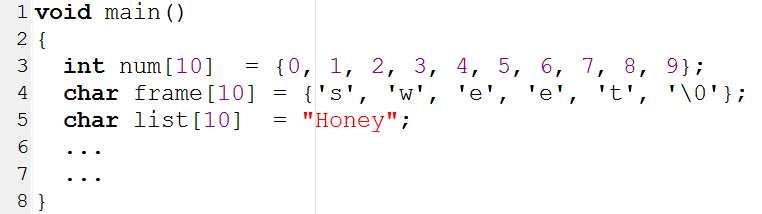 1 void main()
2 {
3   int num[10]  = {0, 1, 2, 3, 4, 5, 6, 7, 8, 9};
4   char frame[10] = {'s', 'w', 'e', 'e', 't', '\0'};
5   char list[10]  = "Honey";
6   ...
7   ...
8 }